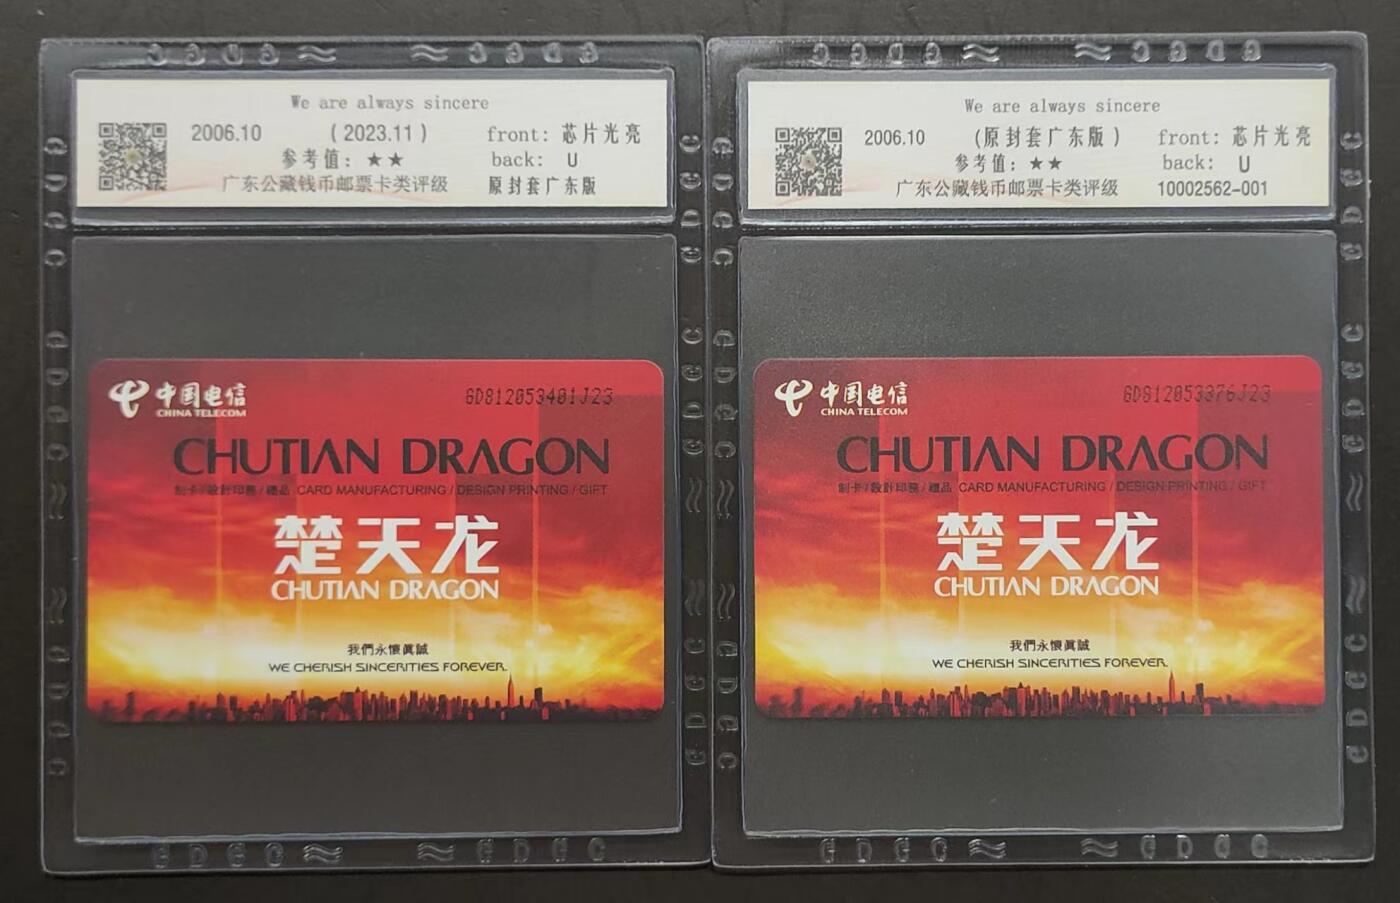 We are always sincere
2006.10 (2023.11) front: 芯片光亮
参考值: ★★ back: U
广东公藏钱币邮票卡类评级 原封套广东版
中国电信 GD812053401J23
CHINA TELECOM
CHUTIAN DRAGON
制卡/設計印務/禮品 CARD MANUFACTURING / DESIGN PRINTING / GIFT
楚天龙
CHUTIAN DRAGON
我們永懷眞誠
WE CHERISH SINCERITIES FOREVER.
We are always sincere
2006.10 (原封套广东版) front: 芯片光亮
参考值: ★★ back: U
广东公藏钱币邮票卡类评级 10002562-001
中国电信 GD812053376J23
CHINA TELECOM
CHUTIAN DRAGON
制卡/設計印務/禮品 CARD MANUFACTURING / DESIGN PRINTING / GIFT
楚天龙
CHUTIAN DRAGON
我們永懷眞誠
WE CHERISH SINCERITIES FOREVER.